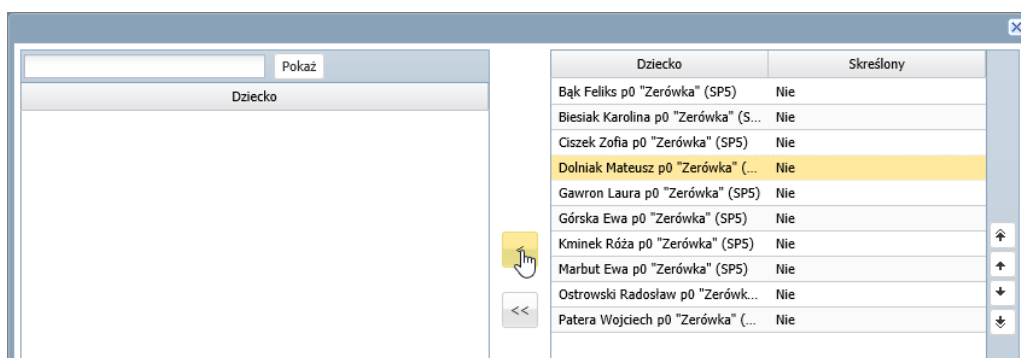 Pokaż
Dziecko
Dziecko Skreślony
Bąk Feliks p0 "Zerówka" (SP5) Nie
Biesiak Karolina p0 "Zerówka" (S... Nie
Ciszek Zofia p0 "Zerówka" (SP5) Nie
Dolniak Mateusz p0 "Zerówka" (... Nie
Gawron Laura p0 "Zerówka" (SP5) Nie
Górska Ewa p0 "Zerówka" (SP5) Nie
Kminek Róża p0 "Zerówka" (SP5) Nie
Marbut Ewa p0 "Zerówka" (SP5) Nie
Ostrowski Radosław p0 "Zerówk... Nie
Patera Wojciech p0 "Zerówka" (... Nie
<
<<